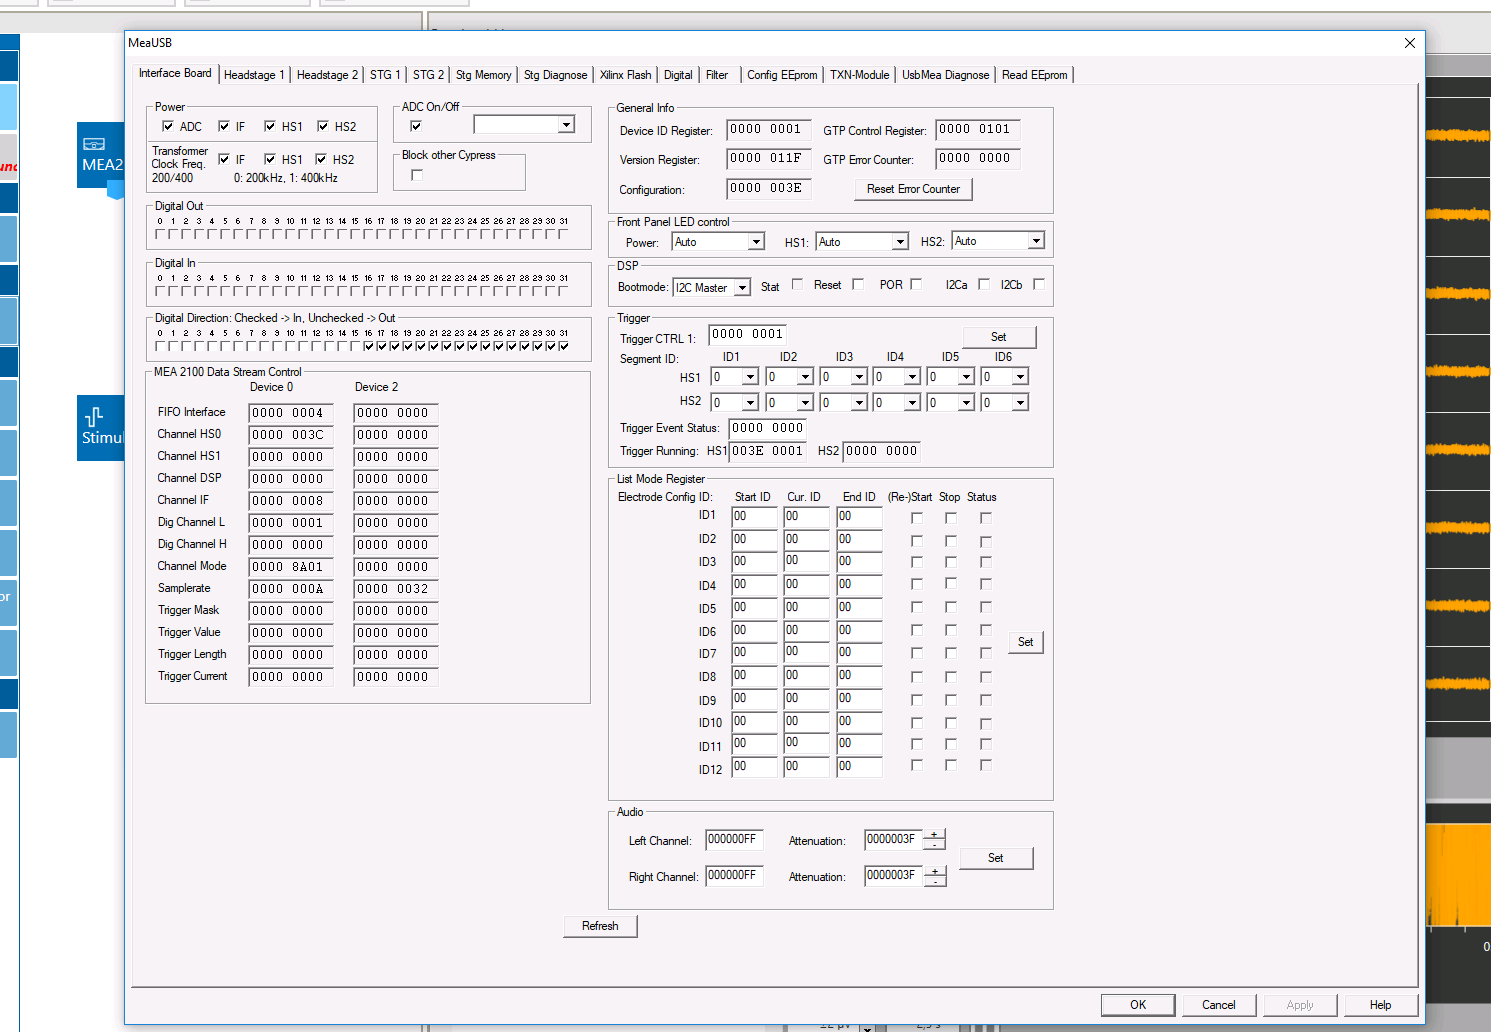 MeaUSB
Interface Board Headstage 1 Headstage 2 STG 1 STG 2 Stg Memory Stg Diagnose Xilinx Flash Digital Filter Config EEprom TXN-Module UsbMea Diagnose Read EEprom
Power
ADC IF HS1 HS2
Transformer
Clock Freq.
200/400
IF HS1 HS2
0: 200kHz, 1: 400kHz
ADC On/Off
Block other Cypress
Digital Out
0 1 2 3 4 5 6 7 8 9 10 11 12 13 14 15 16 17 18 19 20 21 22 23 24 25 26 27 28 29 30 31
Digital In
0 1 2 3 4 5 6 7 8 9 10 11 12 13 14 15 16 17 18 19 20 21 22 23 24 25 26 27 28 29 30 31
Digital Direction: Checked -> In, Unchecked -> Out
0 1 2 3 4 5 6 7 8 9 10 11 12 13 14 15 16 17 18 19 20 21 22 23 24 25 26 27 28 29 30 31
MEA 2100 Data Stream Control
Device 0 Device 2
FIFO Interface 0000 0004 0000 0000
Channel HS0 0000 003C 0000 0000
Channel HS1 0000 0000 0000 0000
Channel DSP 0000 0000 0000 0000
Channel IF 0000 0008 0000 0000
Dig Channel L 0000 0001 0000 0000
Dig Channel H 0000 0000 0000 0000
Channel Mode 0000 8A01 0000 0000
Samplerate 0000 000A 0000 0032
Trigger Mask 0000 0000 0000 0000
Trigger Value 0000 0000 0000 0000
Trigger Length 0000 0000 0000 0000
Trigger Current 0000 0000 0000 0000
General Info
Device ID Register: 0000 0001 GTP Control Register: 0000 0101
Version Register: 0000 011F GTP Error Counter: 0000 0000
Configuration: 0000 003E Reset Error Counter
Front Panel LED control
Power: Auto HS1: Auto HS2: Auto
DSP
Bootmode: I2C Master Stat Reset POR I2Ca I2Cb
Trigger
Trigger CTRL 1: 0000 0001 Set
Segment ID: ID1 ID2 ID3 ID4 ID5 ID6
HS1 0 0 0 0 0 0
HS2 0 0 0 0 0 0
Trigger Event Status: 0000 0000
Trigger Running: HS1 003E 0001 HS2 0000 0000
List Mode Register
Electrode Config ID: Start ID Cur. ID End ID (Re-)Start Stop Status
ID1 00 00 00
ID2 00 00 00
ID3 00 00 00
ID4 00 00 00
ID5 00 00 00
ID6 00 00 00
Set
ID7 00 00 00
ID8 00 00 00
ID9 00 00 00
ID10 00 00 00
ID11 00 00 00
ID12 00 00 00
Audio
Left Channel: 000000FF Attenuation: 0000003F + -
Set
Right Channel: 000000FF Attenuation: 0000003F + -
Refresh
OK Cancel Apply Help
MEA2
Stimul
or